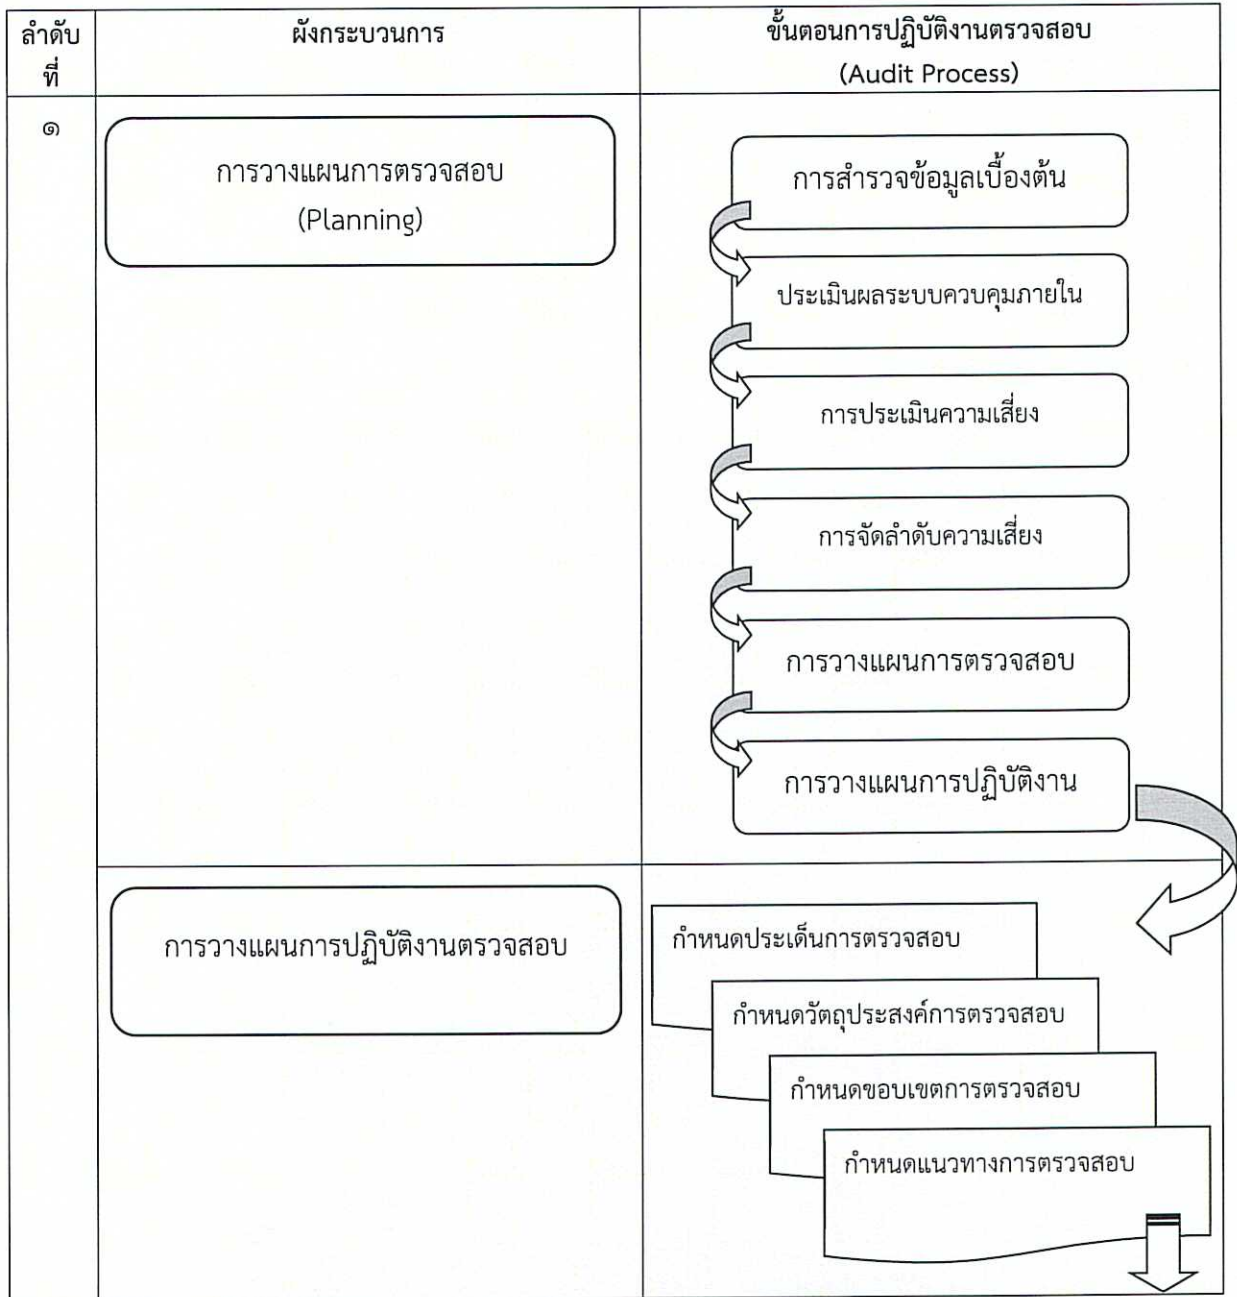 ลำดับ
ที่
ผังกระบวนการ
ขั้นตอนการปฏิบัติงานตรวจสอบ
(Audit Process)
๑
การวางแผนการตรวจสอบ
(Planning)
การสำรวจข้อมูลเบื้องต้น
ประเมินผลระบบควบคุมภายใน
การประเมินความเสี่ยง
การจัดลำดับความเสี่ยง
การวางแผนการตรวจสอบ
การวางแผนการปฏิบัติงาน
การวางแผนการปฏิบัติงานตรวจสอบ
กำหนดประเด็นการตรวจสอบ
กำหนดวัตถุประสงค์การตรวจสอบ
กำหนดขอบเขตการตรวจสอบ
กำหนดแนวทางการตรวจสอบ